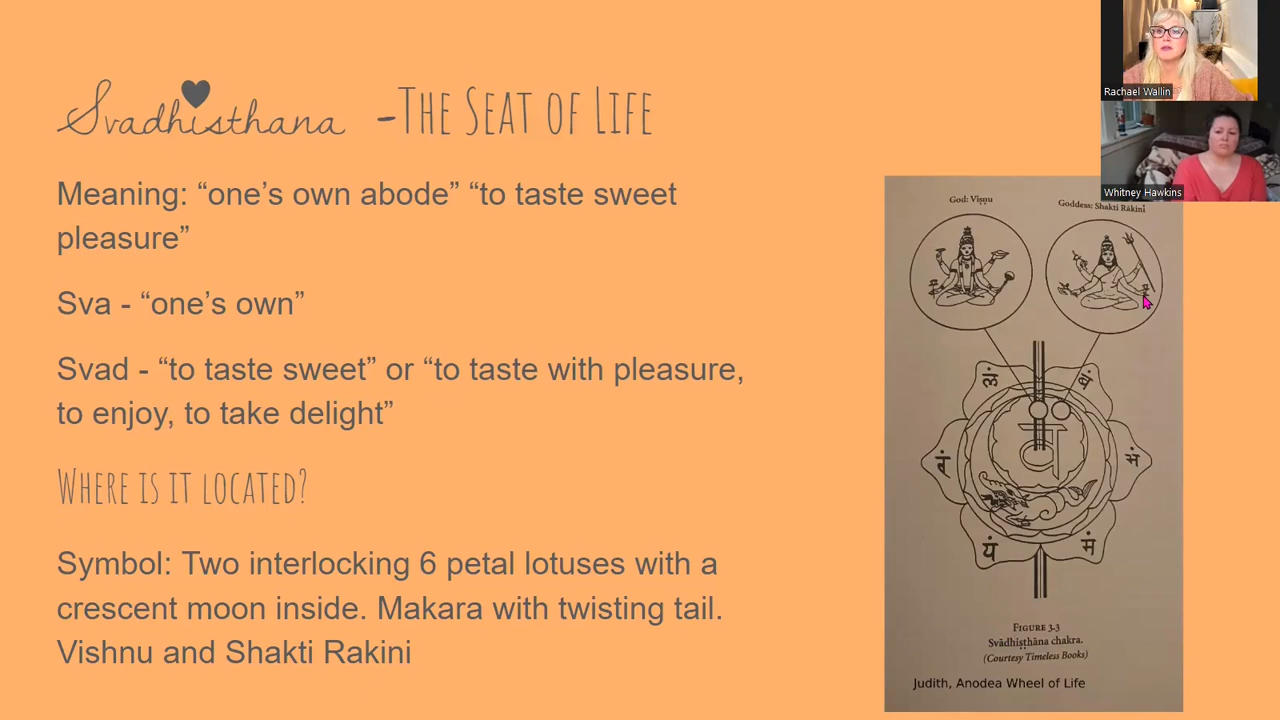 Svadhisthana -The Seat of Life
Meaning: “one’s own abode” “to taste sweet
pleasure”
Sva - “one’s own”
Svad - “to taste sweet” or “to taste with pleasure,
to enjoy, to take delight”
Where is it located?
Symbol: Two interlocking 6 petal lotuses with a
crescent moon inside. Makara with twisting tail.
Vishnu and Shakti Rakini
Rachael Wallin
Whitney Hawkins
God: Viṣṇu
Goddess: Shakti Rākinī
लं
बं
रं
वं
भं
यं
मं
Figure 3.3
Svādhiṣṭhāna chakra.
(Courtesy Timeless Books)
Judith, Anodea Wheel of Life